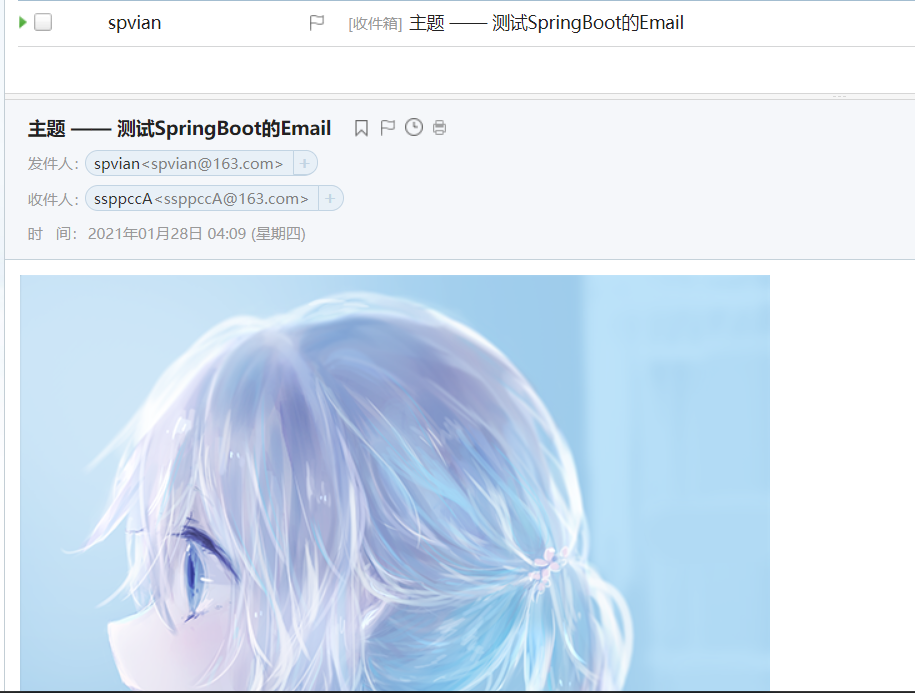 spvian [收件箱] 主题 —— 测试SpringBoot的Email
主题 —— 测试SpringBoot的Email
发件人： spvian<spvian@163.com> +
收件人： ssppccA<ssppccA@163.com> +
时 间： 2021年01月28日 04:09 (星期四)